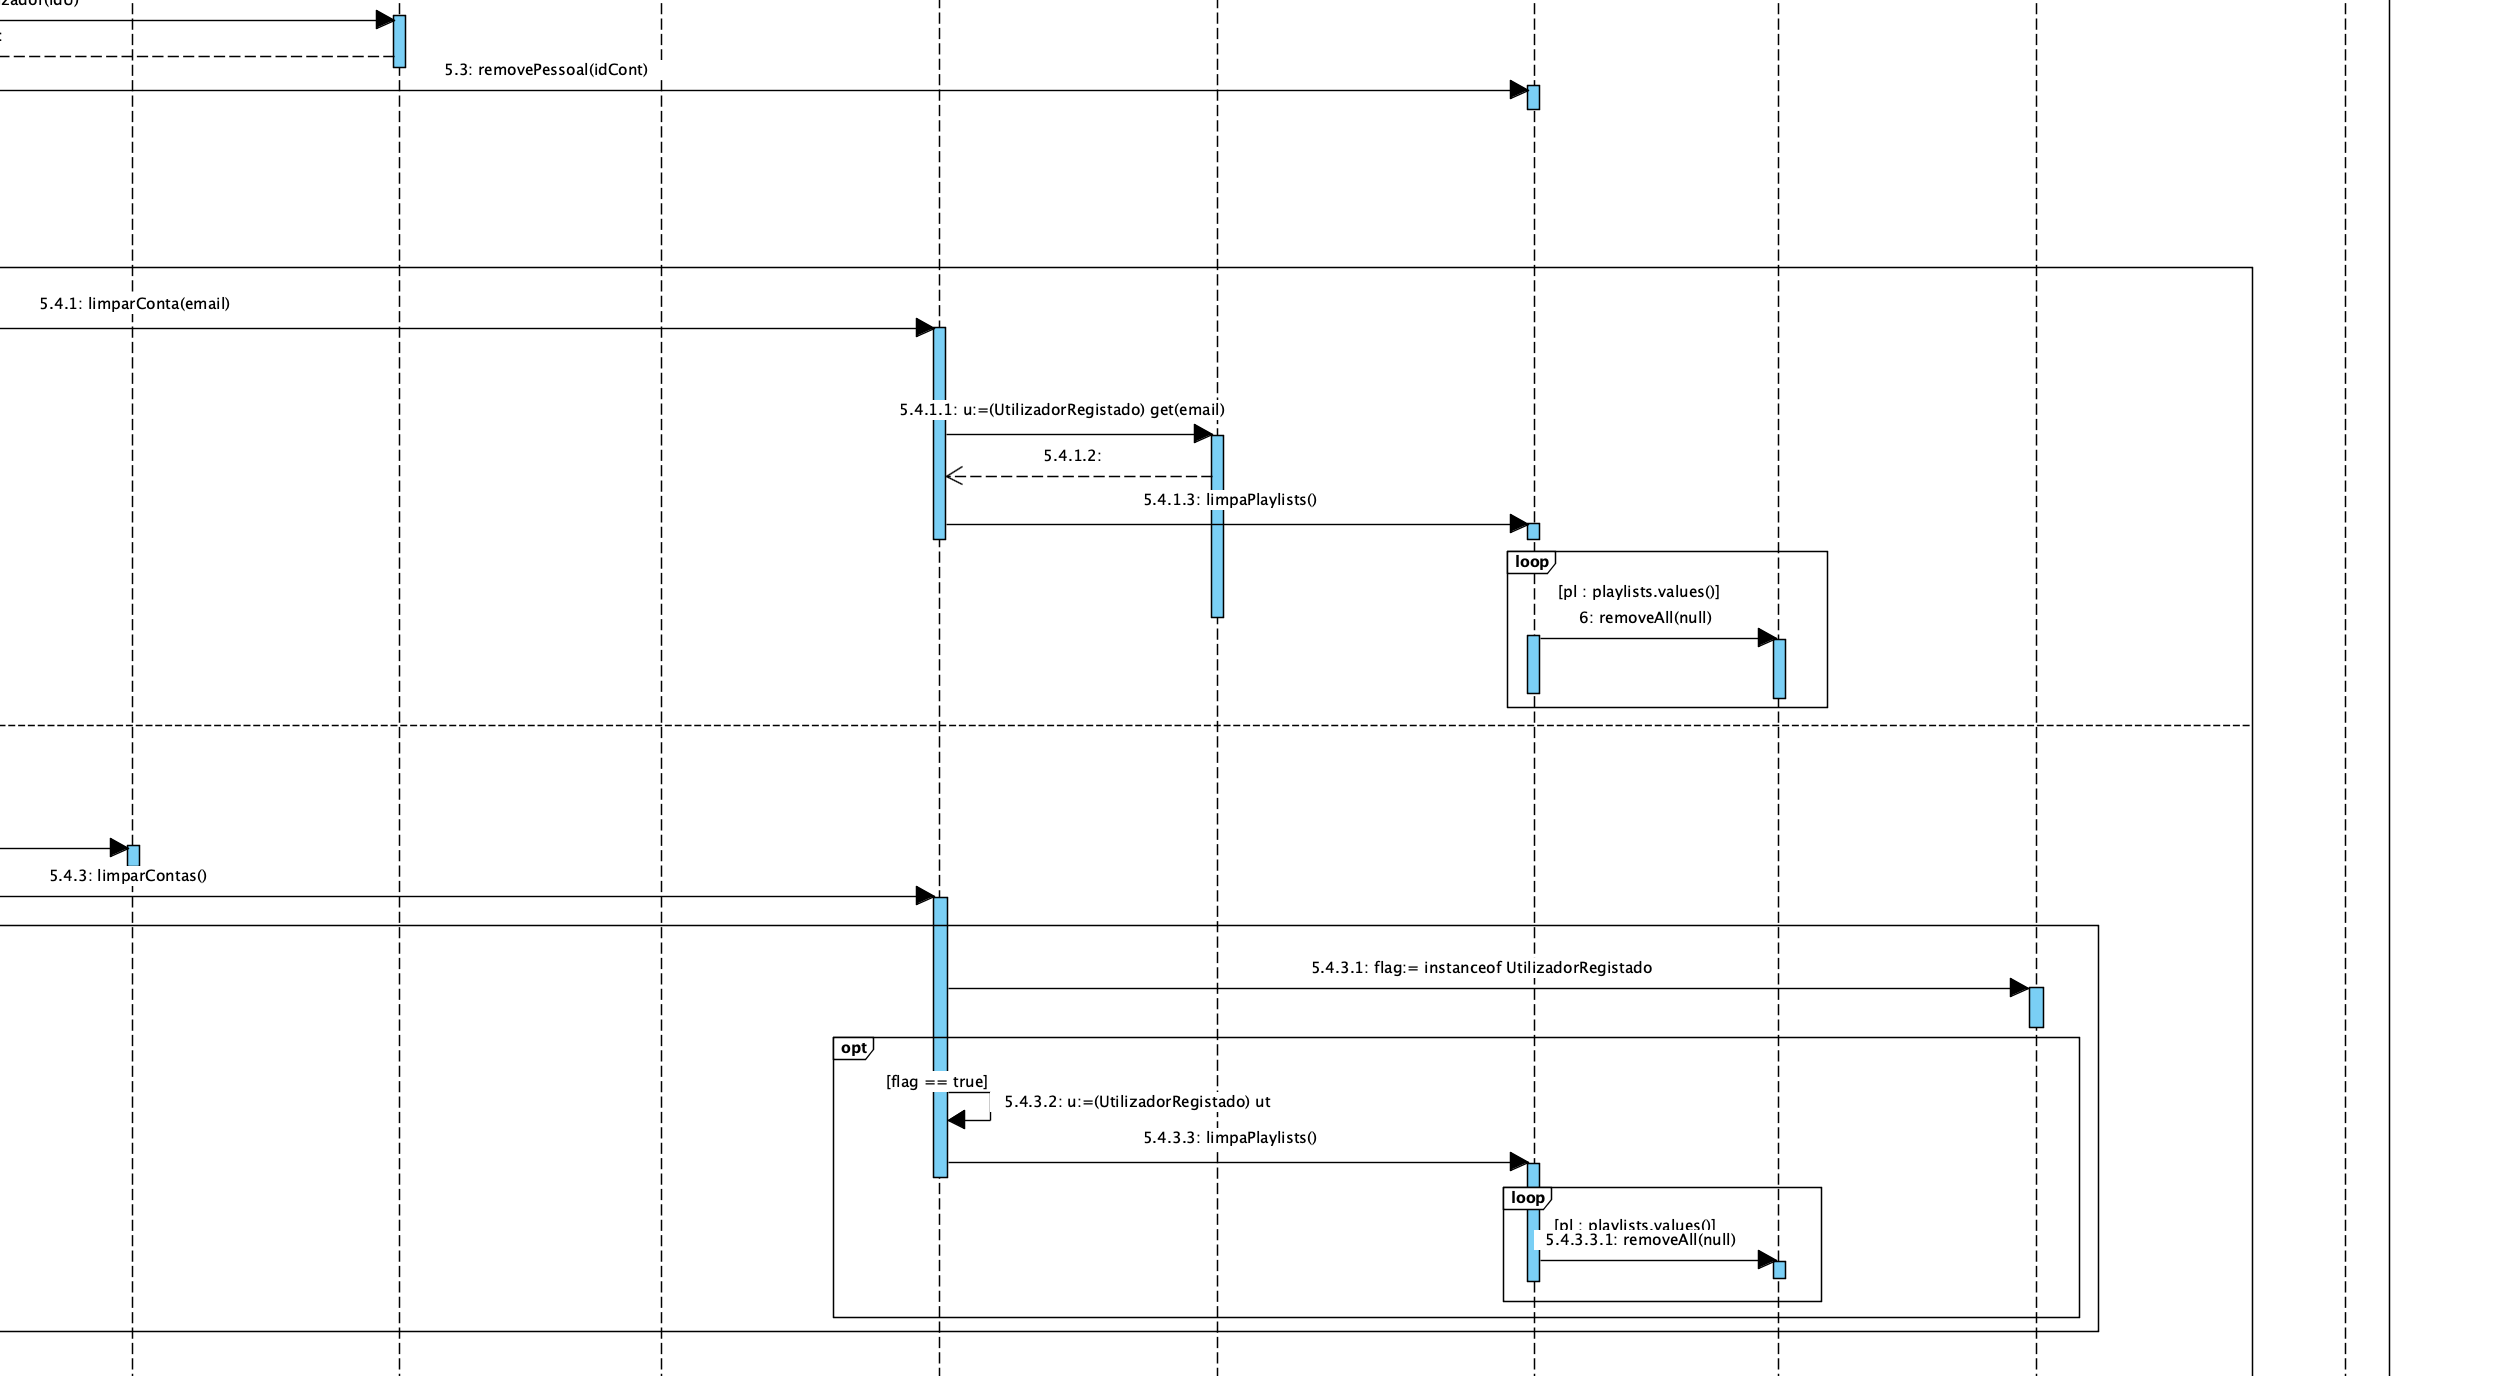 5.3: removePessoal(idCont)
5.4.1: limparConta(email)
5.4.1.1: u:=(UtilizadorRegistado) get(email)
5.4.1.2:
5.4.1.3: limpaPlaylists()
loop
[pl : playlists.values()]
6: removeAll(null)
5.4.3: limparContas()
5.4.3.1: flag:= instanceof UtilizadorRegistado
opt
[flag == true]
5.4.3.2: u:=(UtilizadorRegistado) ut
5.4.3.3: limpaPlaylists()
loop
[pl : playlists.values()]
5.4.3.3.1: removeAll(null)